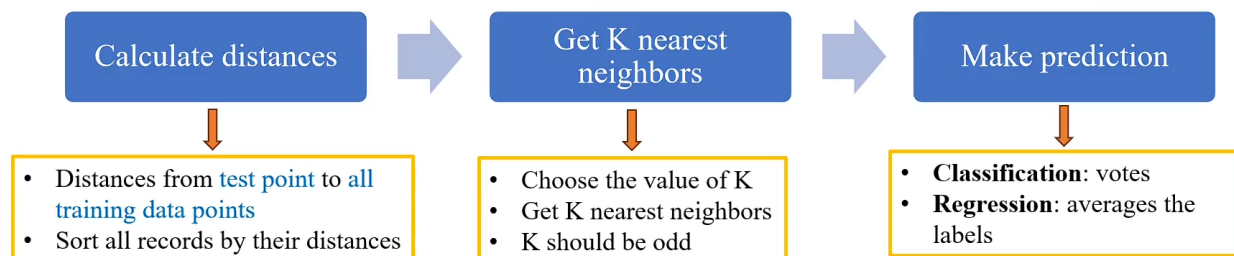 Calculate distances
Get K nearest
neighbors
Make prediction
• Distances from test point to all
training data points
• Sort all records by their distances
• Choose the value of K
• Get K nearest neighbors
• K should be odd
• Classification: votes
• Regression: averages the
labels